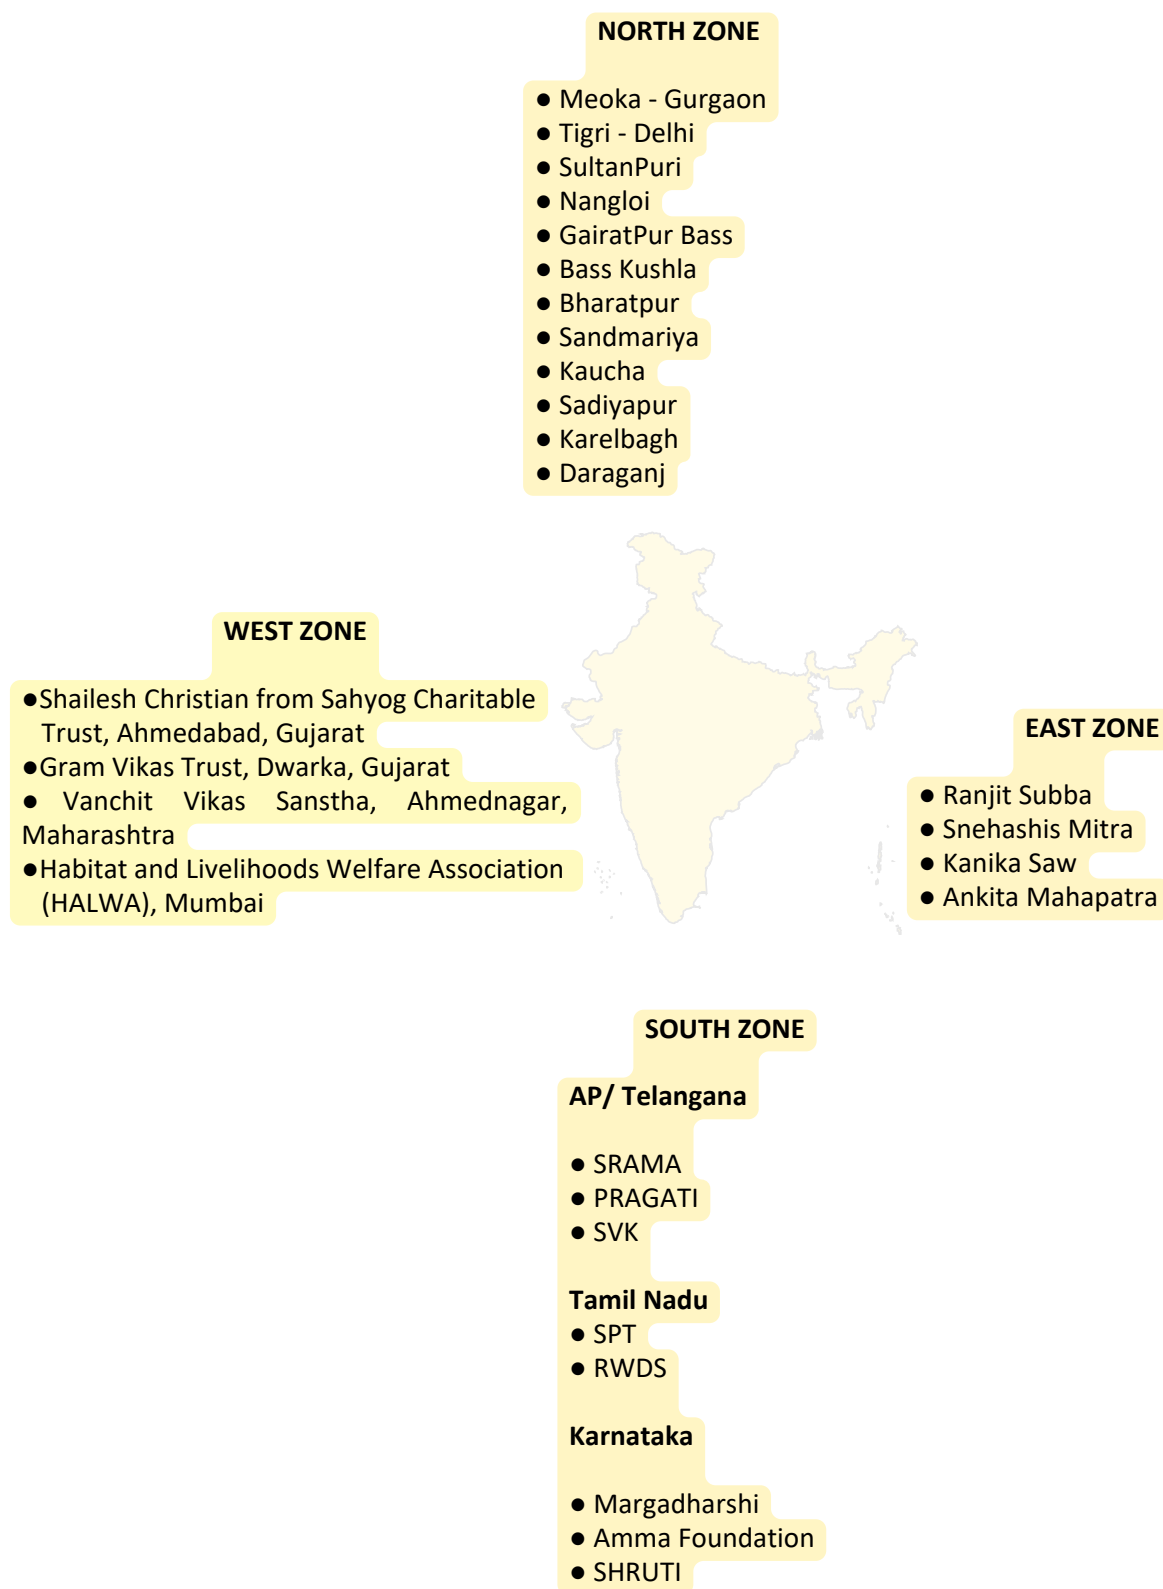 NORTH ZONE
● Meoka - Gurgaon
● Tigri - Delhi
● SultanPuri
● Nangloi
● GairatPur Bass
● Bass Kushla
● Bharatpur
● Sandmariya
● Kaucha
● Sadiyapur
● Karelbagh
● Daraganj
WEST ZONE
●Shailesh Christian from Sahyog Charitable
Trust, Ahmedabad, Gujarat
●Gram Vikas Trust, Dwarka, Gujarat
● Vanchit Vikas Sanstha, Ahmednagar,
Maharashtra
●Habitat and Livelihoods Welfare Association
(HALWA), Mumbai
EAST ZONE
● Ranjit Subba
● Snehashis Mitra
● Kanika Saw
● Ankita Mahapatra
SOUTH ZONE
AP/ Telangana
● SRAMA
● PRAGATI
● SVK
Tamil Nadu
● SPT
● RWDS
Karnataka
● Margadharshi
● Amma Foundation
● SHRUTI